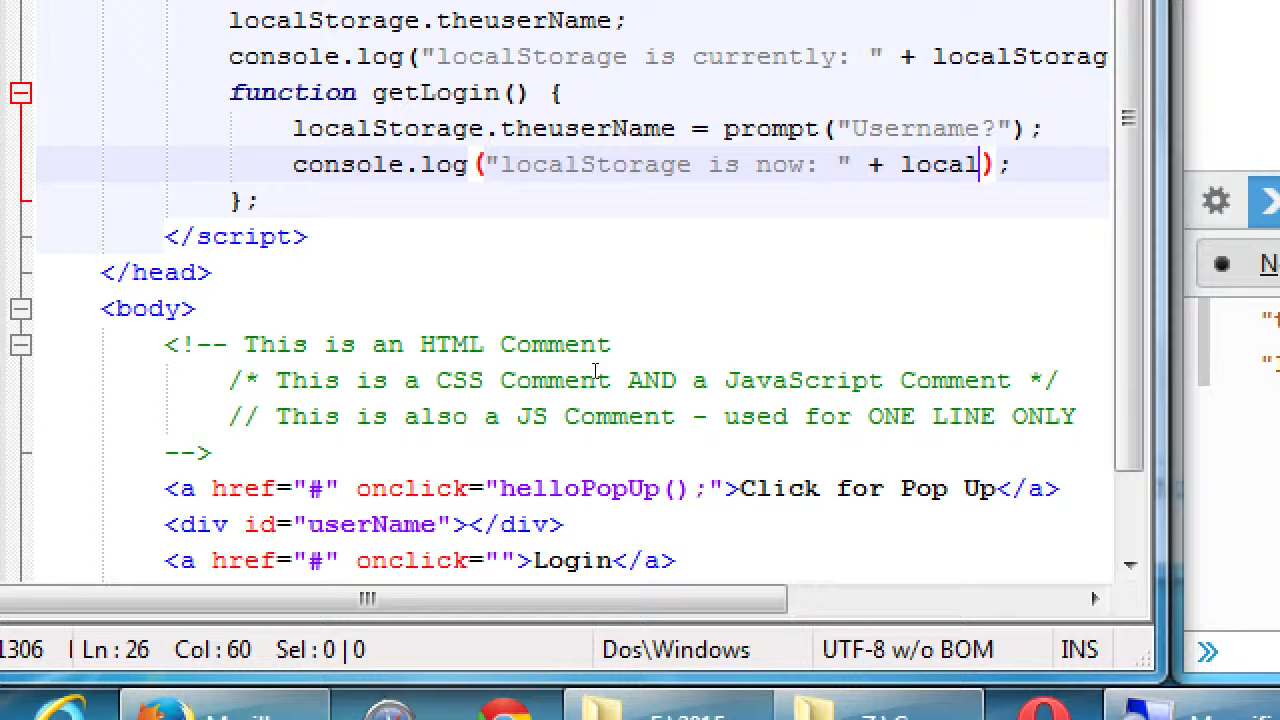 localStorage.theuserName;
console.log("localStorage is currently: " + localStorag
function getLogin() {
localStorage.theuserName = prompt("Username?");
console.log("localStorage is now: " + local);
};
</script>
</head>
<body>
<!-- This is an HTML Comment
/* This is a CSS Comment AND a JavaScript Comment */
// This is also a JS Comment - used for ONE LINE ONLY
-->
<a href="#" onclick="helloPopUp();">Click for Pop Up</a>
<div id="userName"></div>
<a href="#" onclick="">Login</a>
1306 Ln : 26 Col : 60 Sel : 0 | 0 Dos\Windows UTF-8 w/o BOM INS